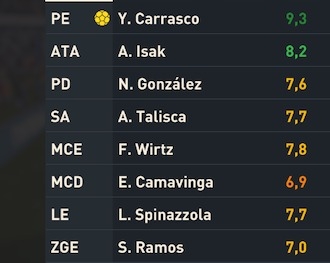 PE Y. Carrasco 9,3
ATA A. Isak 8,2
PD N. González 7,6
SA A. Talisca 7,7
MCE F. Wirtz 7,8
MCD E. Camavinga 6,9
LE L. Spinazzola 7,7
ZGE S. Ramos 7,0